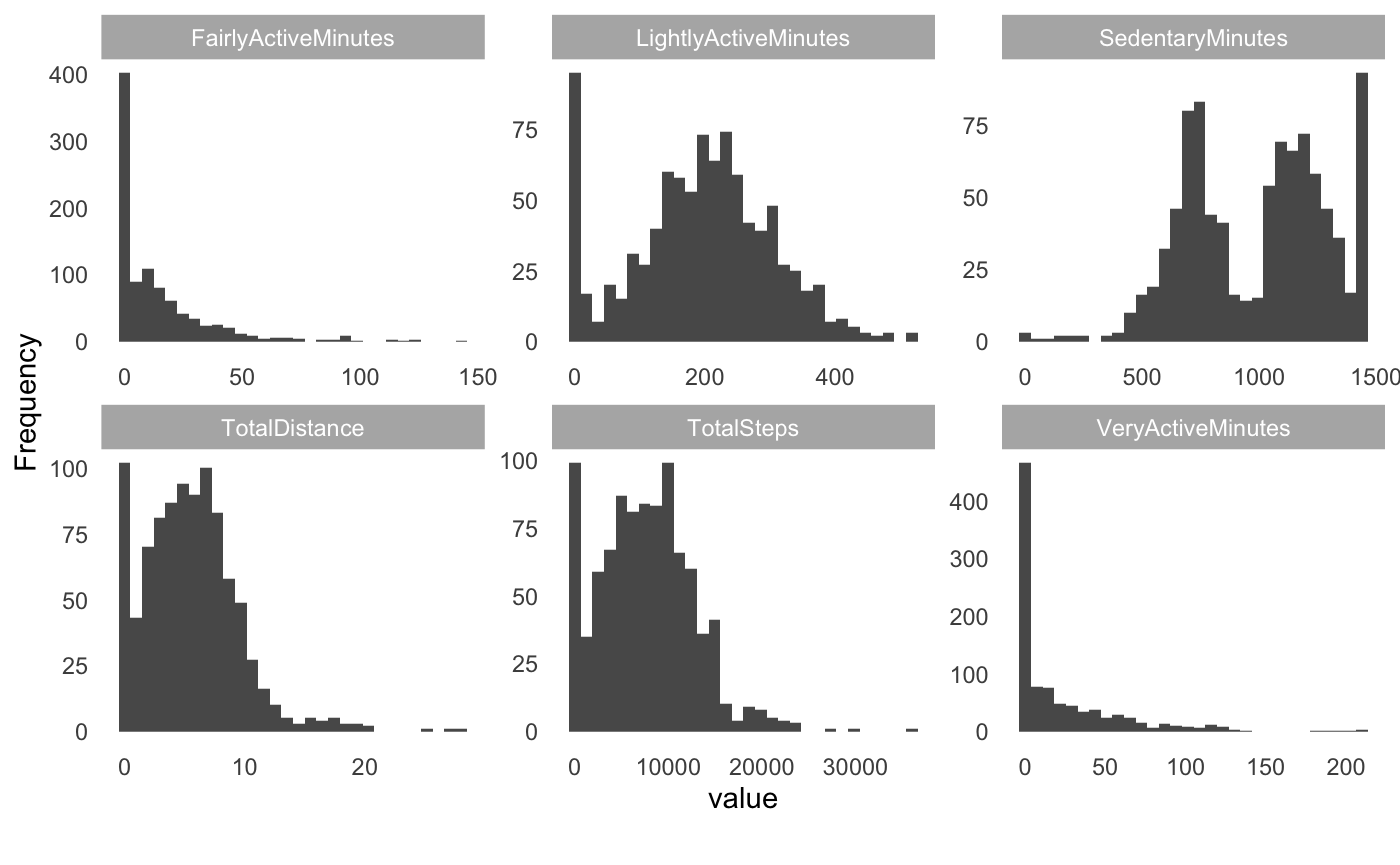 FairlyActiveMinutes LightlyActiveMinutes SedentaryMinutes
400
300
200
100
0
75
50
25
0
75
50
25
0
0 50 100 150
0 200 400
0 500 1000 1500
Frequency
TotalDistance TotalSteps VeryActiveMinutes
100
75
50
25
0
100
75
50
25
0
400
300
200
100
0
0 10 20
0 10000 20000 30000
0 50 100 150 200
value